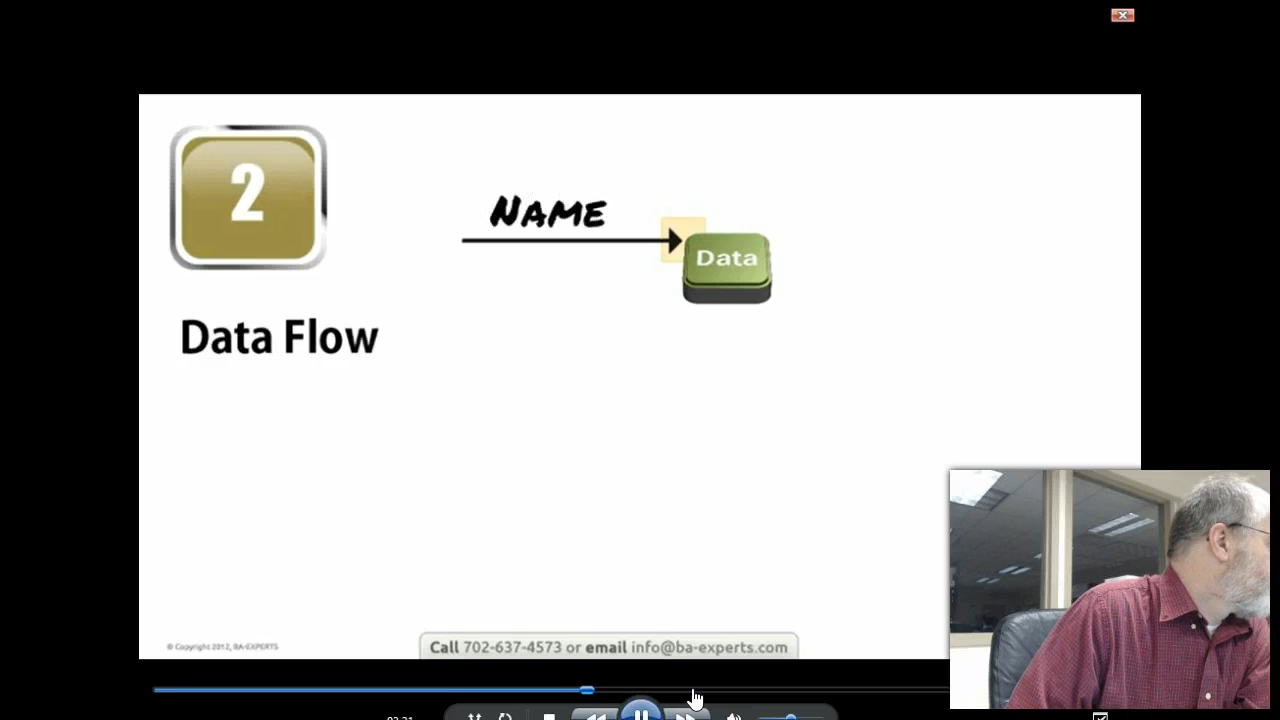 2
NAME
Data
Data Flow
© Copyright 2012, BA-EXPERTS
Call 702-637-4573 or email info@ba-experts.com